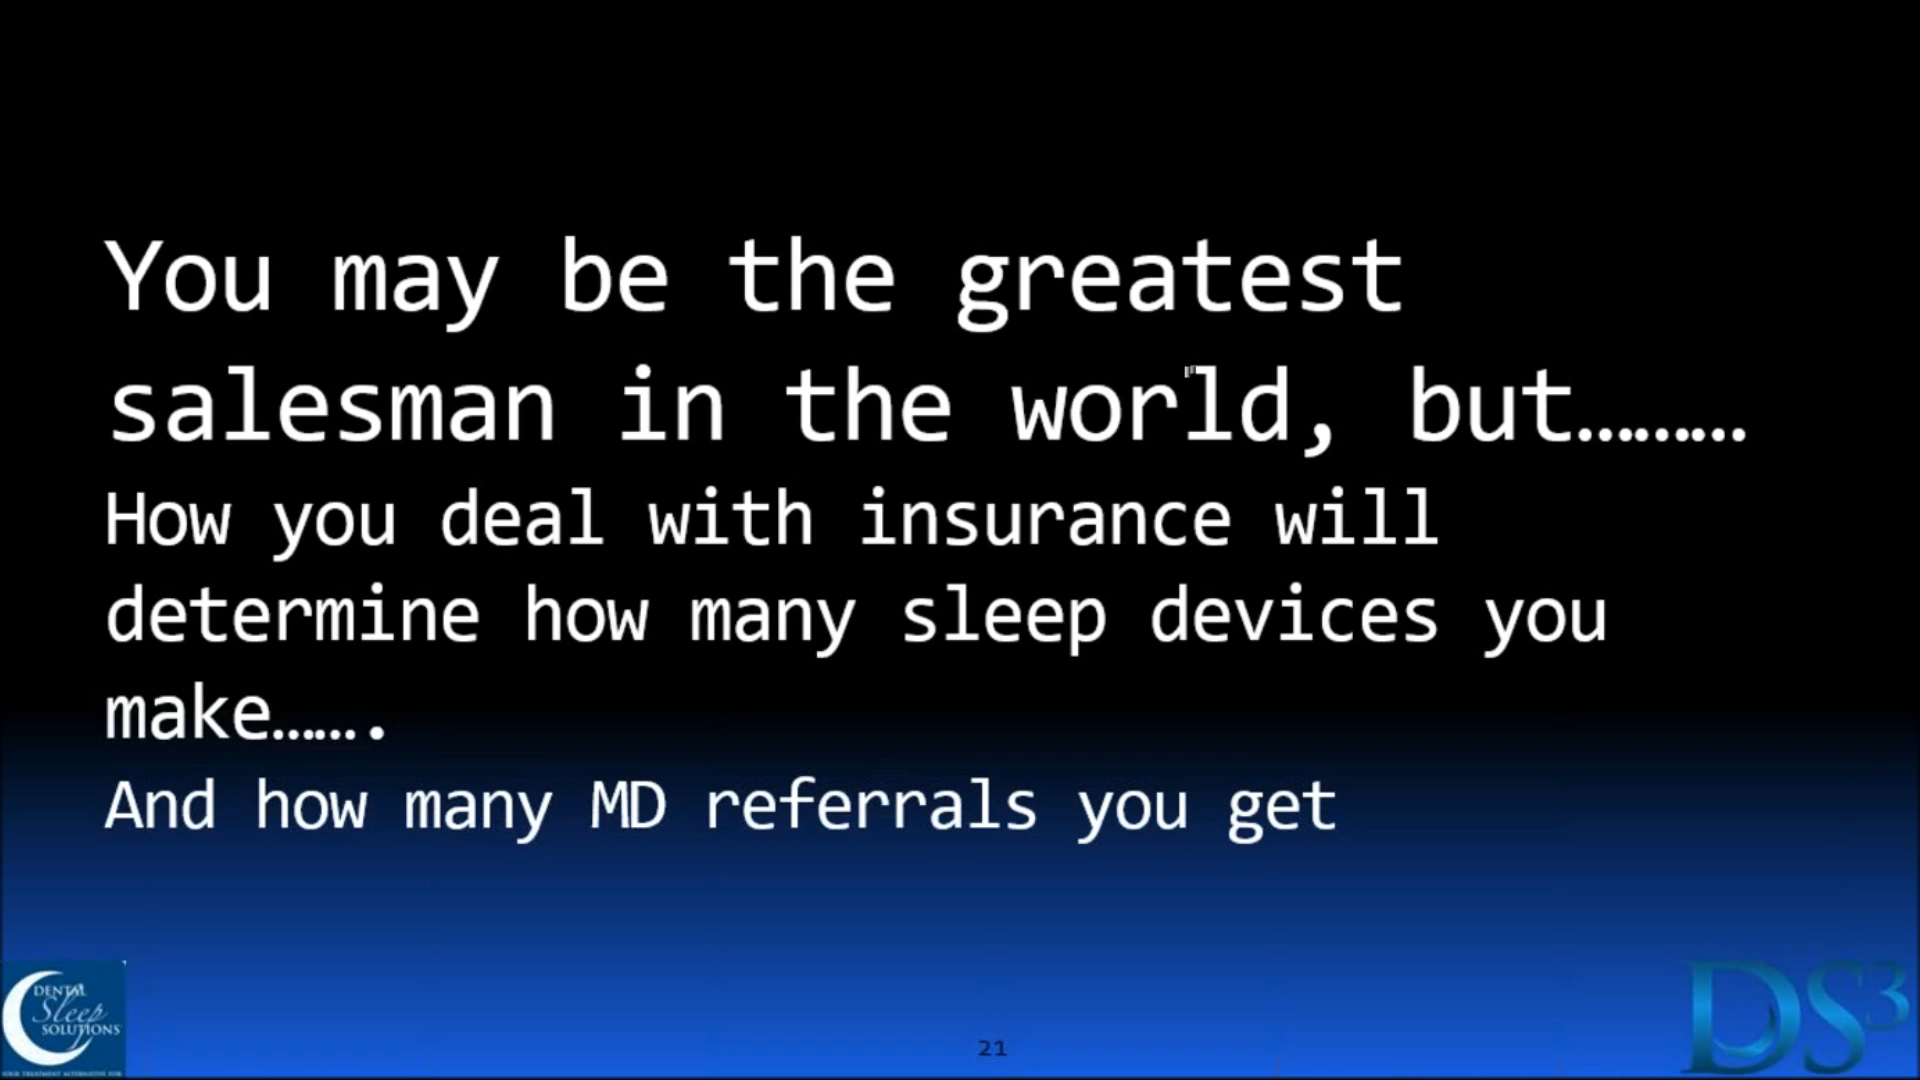 You may be the greatest
salesman in the world, but………
How you deal with insurance will
determine how many sleep devices you
make…….
And how many MD referrals you get
DENTAL
Sleep
SOLUTIONS
21
DS3